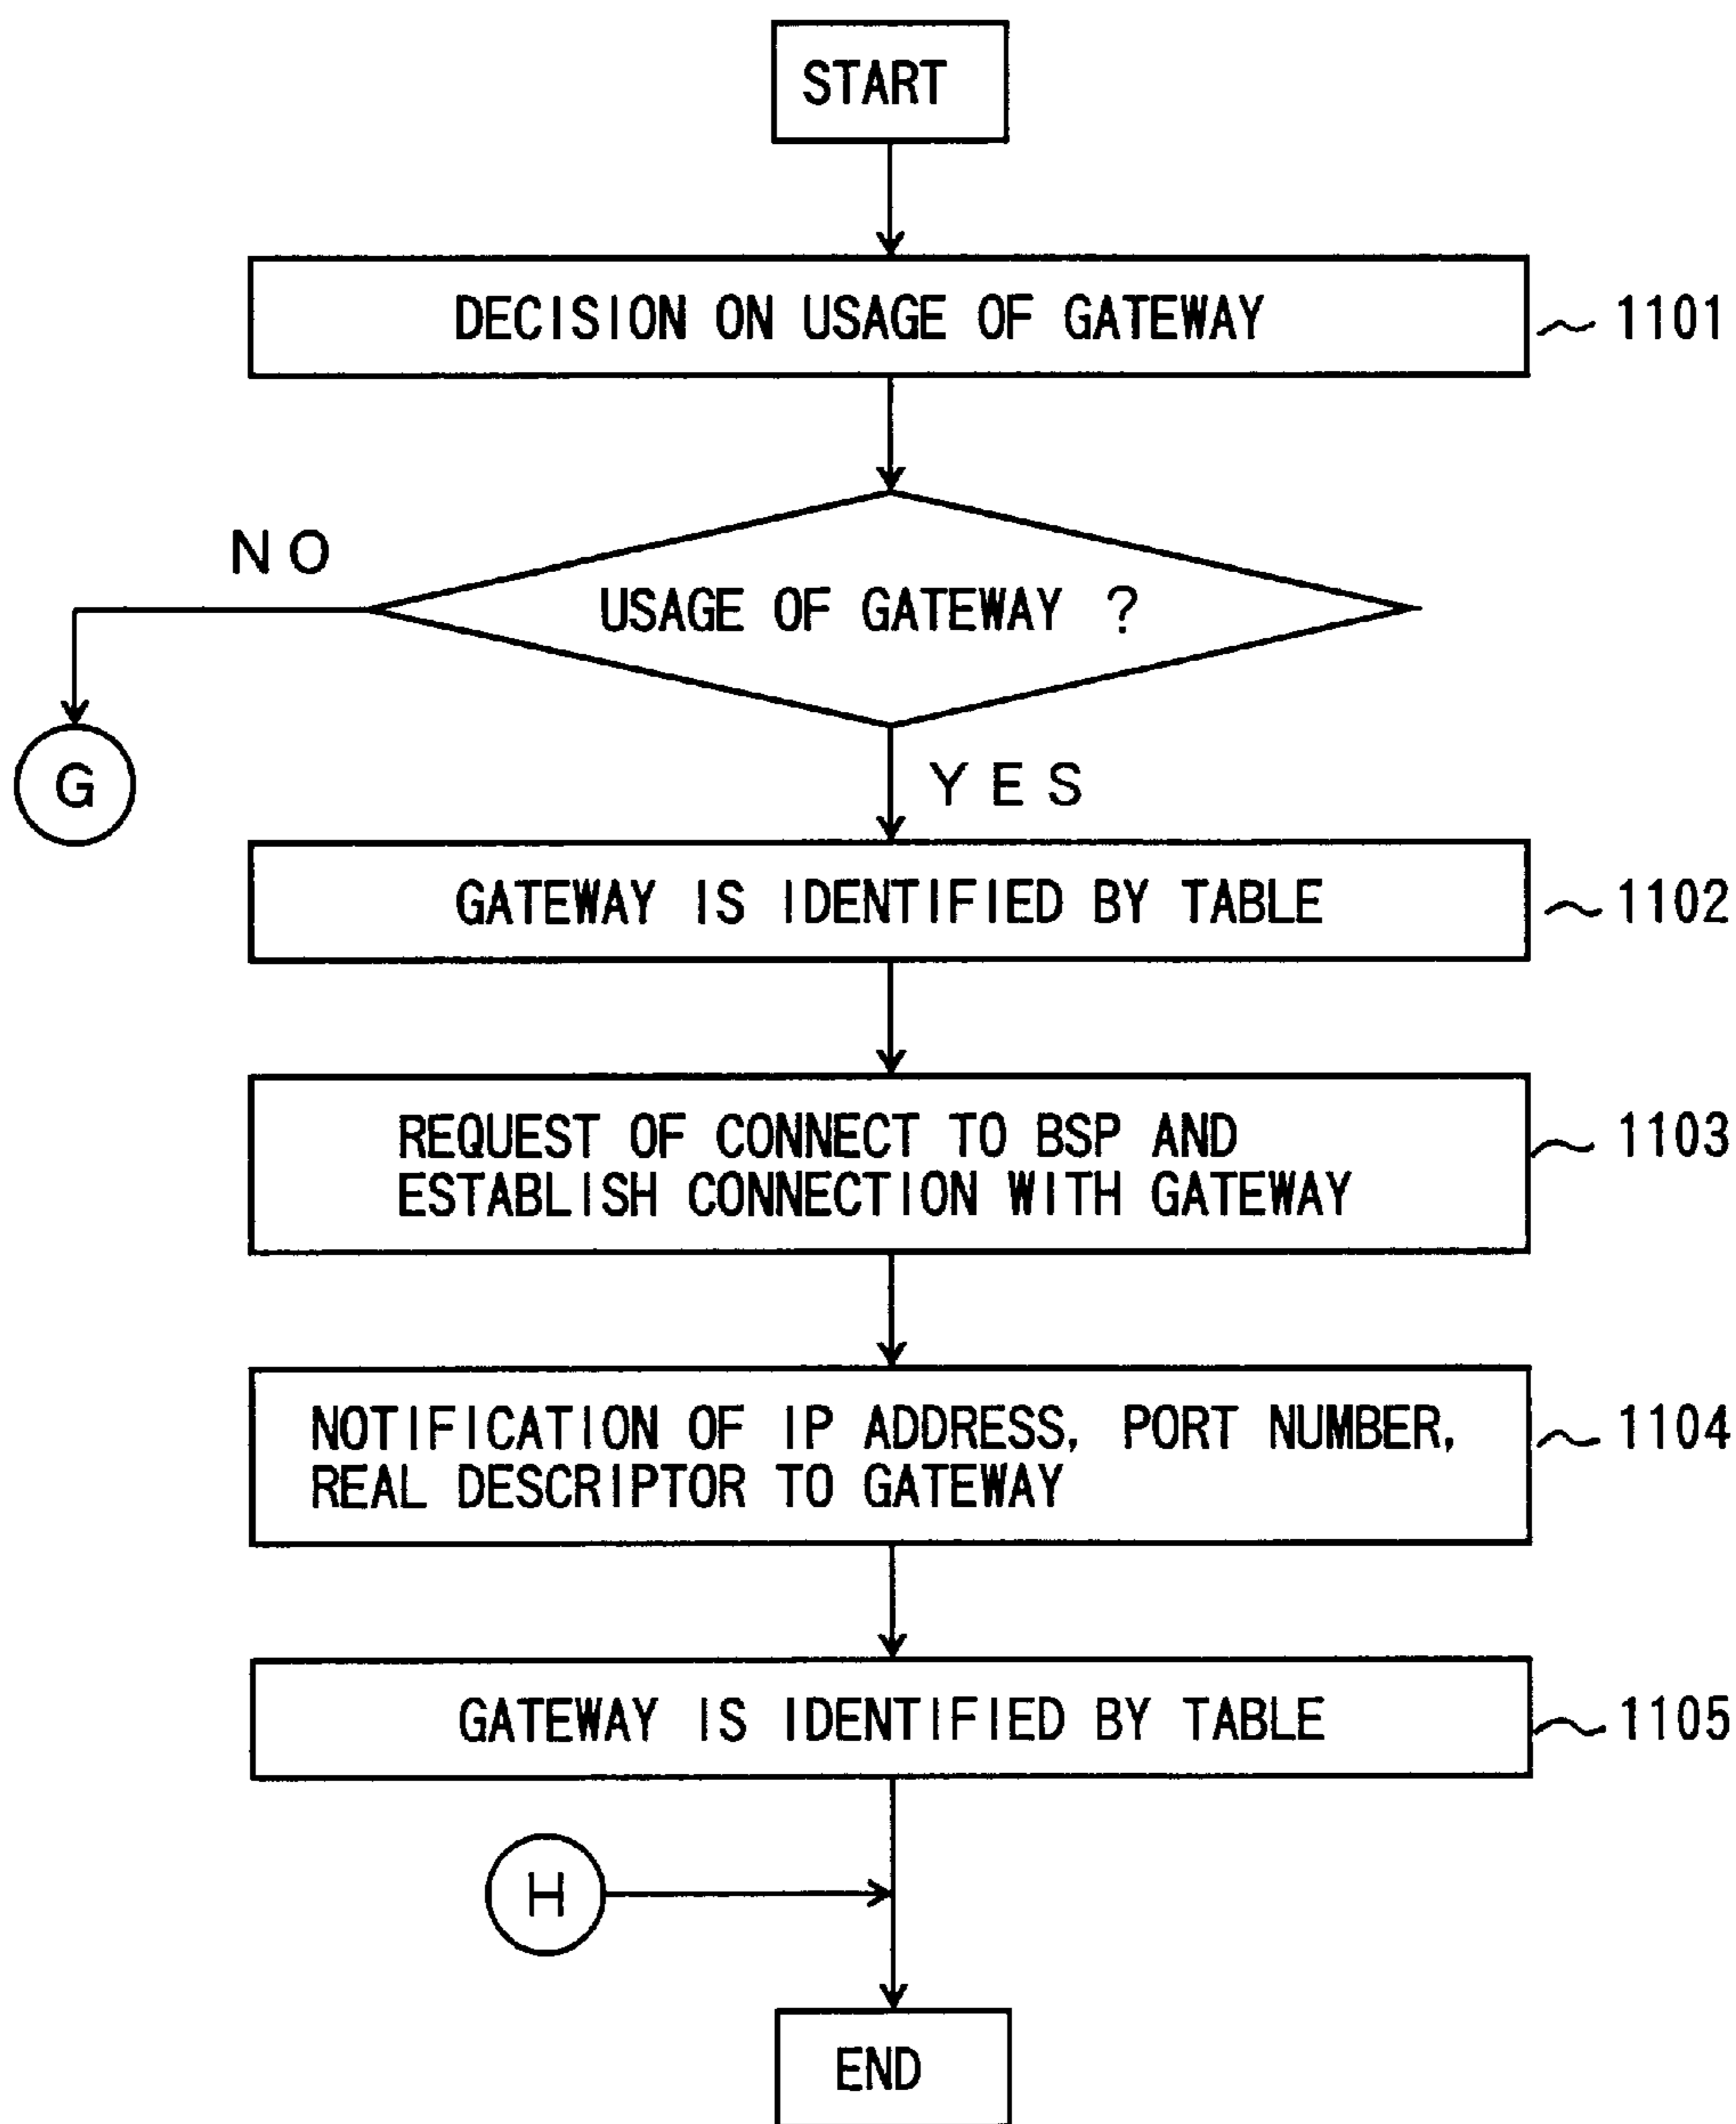 START
DECISION ON USAGE OF GATEWAY
1101
NO
USAGE OF GATEWAY ?
G
YES
GATEWAY IS IDENTIFIED BY TABLE
1102
REQUEST OF CONNECT TO BSP AND
ESTABLISH CONNECTION WITH GATEWAY
1103
NOTIFICATION OF IP ADDRESS, PORT NUMBER,
REAL DESCRIPTOR TO GATEWAY
1104
GATEWAY IS IDENTIFIED BY TABLE
1105
H
END